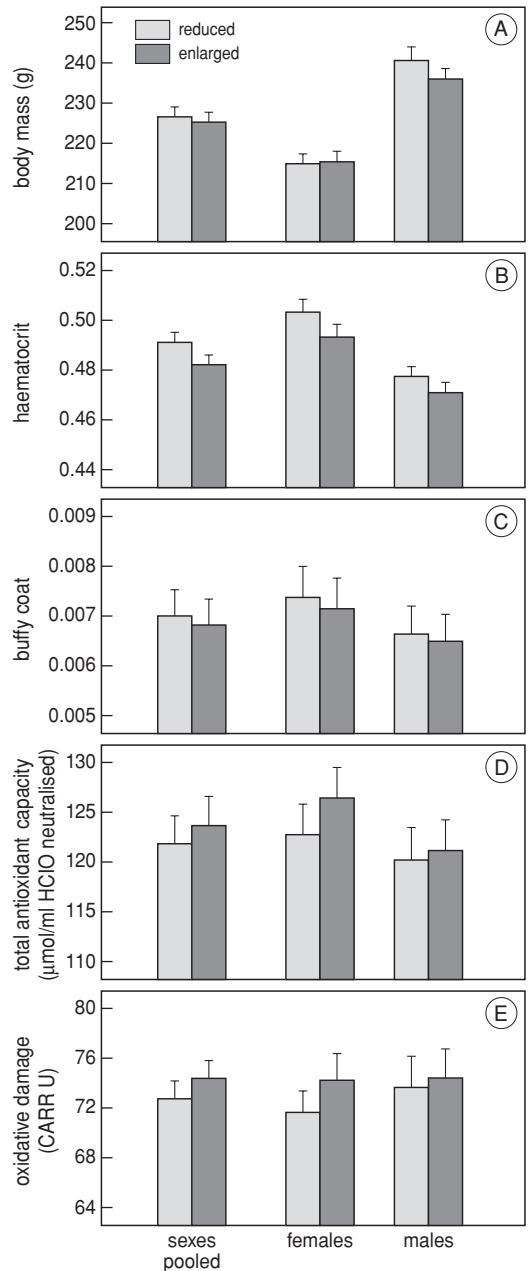 A
reduced
enlarged
body mass (g)
250
240
230
220
210
200
B
haematocrit
0.52
0.50
0.48
0.46
0.44
C
buffy coat
0.009
0.008
0.007
0.006
0.005
D
total antioxidant capacity
(µmol/ml HClO neutralised)
130
125
120
115
110
E
oxidative damage
(CARR U)
80
76
72
68
64
sexes
pooled
females
males